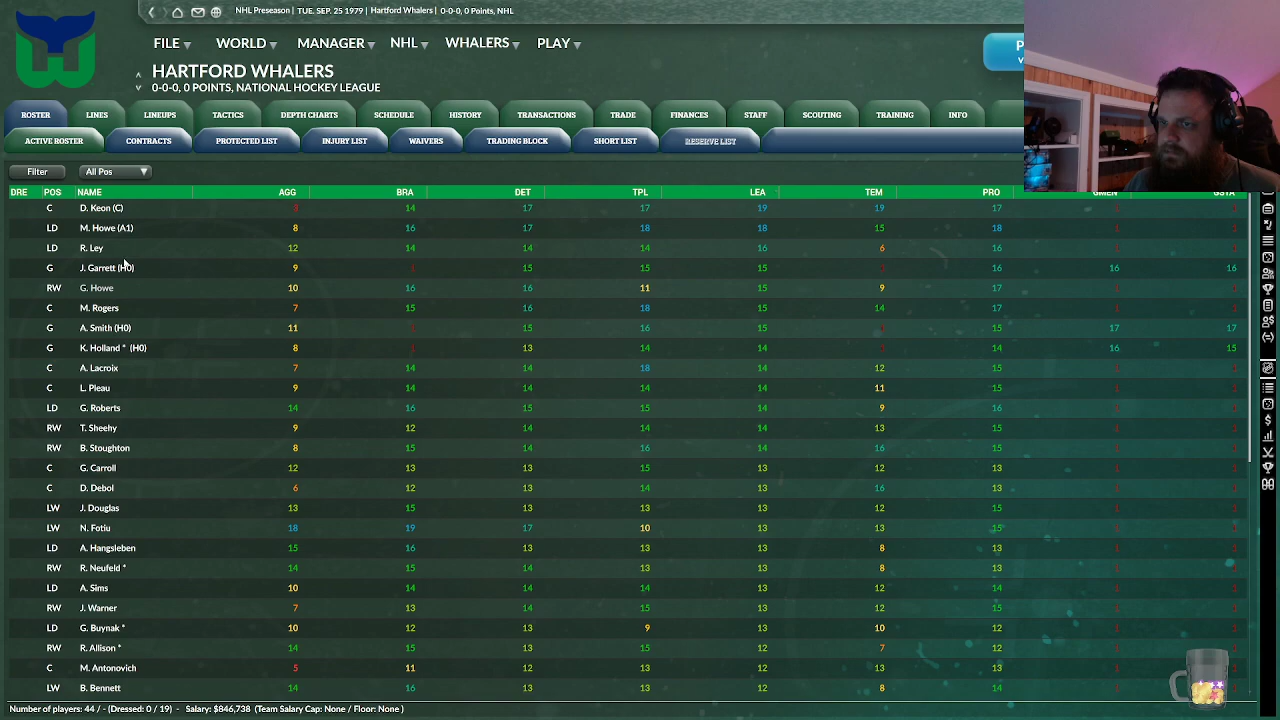 NHL Preseason | TUE. SEP. 25 1979 | Hartford Whalers | 0-0-0, 0 Points, NHL
FILE WORLD MANAGER NHL WHALERS PLAY
HARTFORD WHALERS
0-0-0, 0 POINTS, NATIONAL HOCKEY LEAGUE
ROSTER LINES LINEUPS TACTICS DEPTH CHARTS SCHEDULE HISTORY TRANSACTIONS TRADE FINANCES STAFF SCOUTING TRAINING INFO
ACTIVE ROSTER CONTRACTS PROTECTED LIST INJURY LIST WAIVERS TRADING BLOCK SHORT LIST RESERVE LIST
Filter All Pos
DRE POS NAME AGG BRA DET TPL LEA TEM PRO
C D. Keon (C) 14 17 17 19 19 17
LD M. Howe (A1) 8 16 17 18 18 15 18
LD R. Ley 12 14 14 14 16 6 16
G J. Garrett (H0) 9 15 15 15 16 16 16
RW G. Howe 10 16 16 11 15 9 17
C M. Rogers 7 15 16 18 15 14 17
G A. Smith (H0) 11 15 16 15 15 17 17
G K. Holland * (H0) 8 13 14 14 14 16 15
C A. Lacroix 7 14 14 18 14 12 15
C L. Pleau 9 14 14 14 14 11 15
LD G. Roberts 14 16 15 15 14 9 16
RW T. Sheehy 9 12 14 14 14 13 15
RW B. Stoughton 8 15 14 16 14 16 15
C G. Carroll 12 13 13 15 13 12 13
C D. Debol 6 12 13 14 13 16 13
LW J. Douglas 13 15 13 13 13 12 15
LW N. Fotiu 18 19 17 10 13 13 15
LD A. Hangsleben 15 16 13 13 13 8 13
RW R. Neufeld * 14 15 13 13 13 8 13
LD A. Sims 10 14 14 14 13 12 14
RW J. Warner 7 13 14 15 13 12 15
LD G. Buynak * 10 12 13 9 13 10 12
RW R. Allison * 14 15 13 15 12 7 12
C M. Antonovich 5 11 12 13 12 13 13
LW B. Bennett 14 16 13 13 12 8 14
Number of players: 44 / - (Dressed: 0 / 19) - Salary: $846,738 (Team Salary Cap: None / Floor: None )